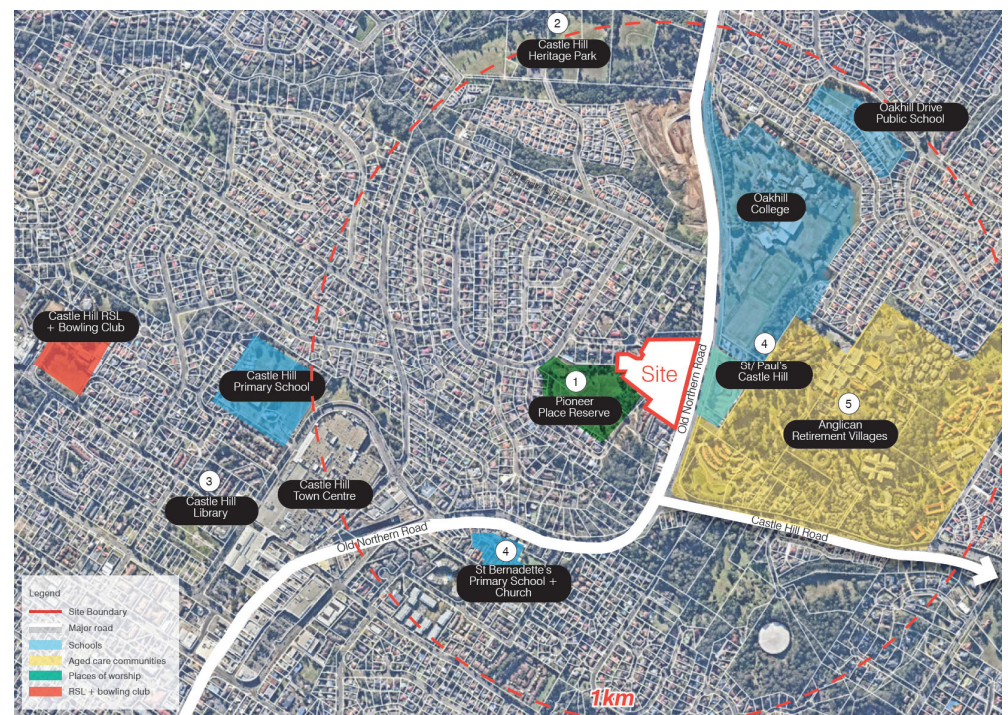 2
Castle Hill
Heritage Park
Oakhill Drive
Public School
Oakhill
College
Castle Hill RSL
+ Bowling Club
Castle Hill
Primary School
1
Pioneer
Place Reserve
Site
Old Northern Road
4
St/ Paul's
Castle Hill
5
Anglican
Retirement Villages
3
Castle Hill
Library
Castle Hill
Town Centre
Old Northern Road
4
St Bernadette's
Primary School +
Church
Castle Hill Road
1km
Legend
Site Boundary
Major road
Schools
Aged care communities
Places of worship
RSL + bowling club